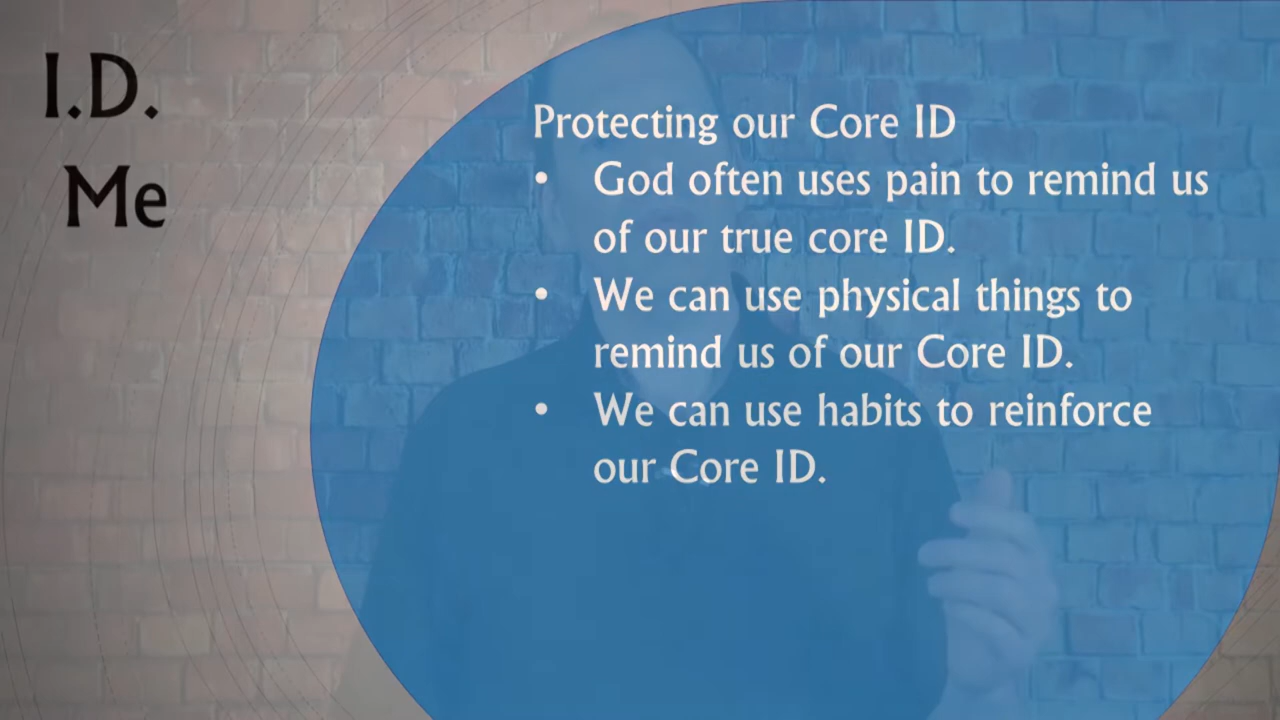 I.D.
Me
Protecting our Core ID
• God often uses pain to remind us
of our true core ID.
• We can use physical things to
remind us of our Core ID.
• We can use habits to reinforce
our Core ID.